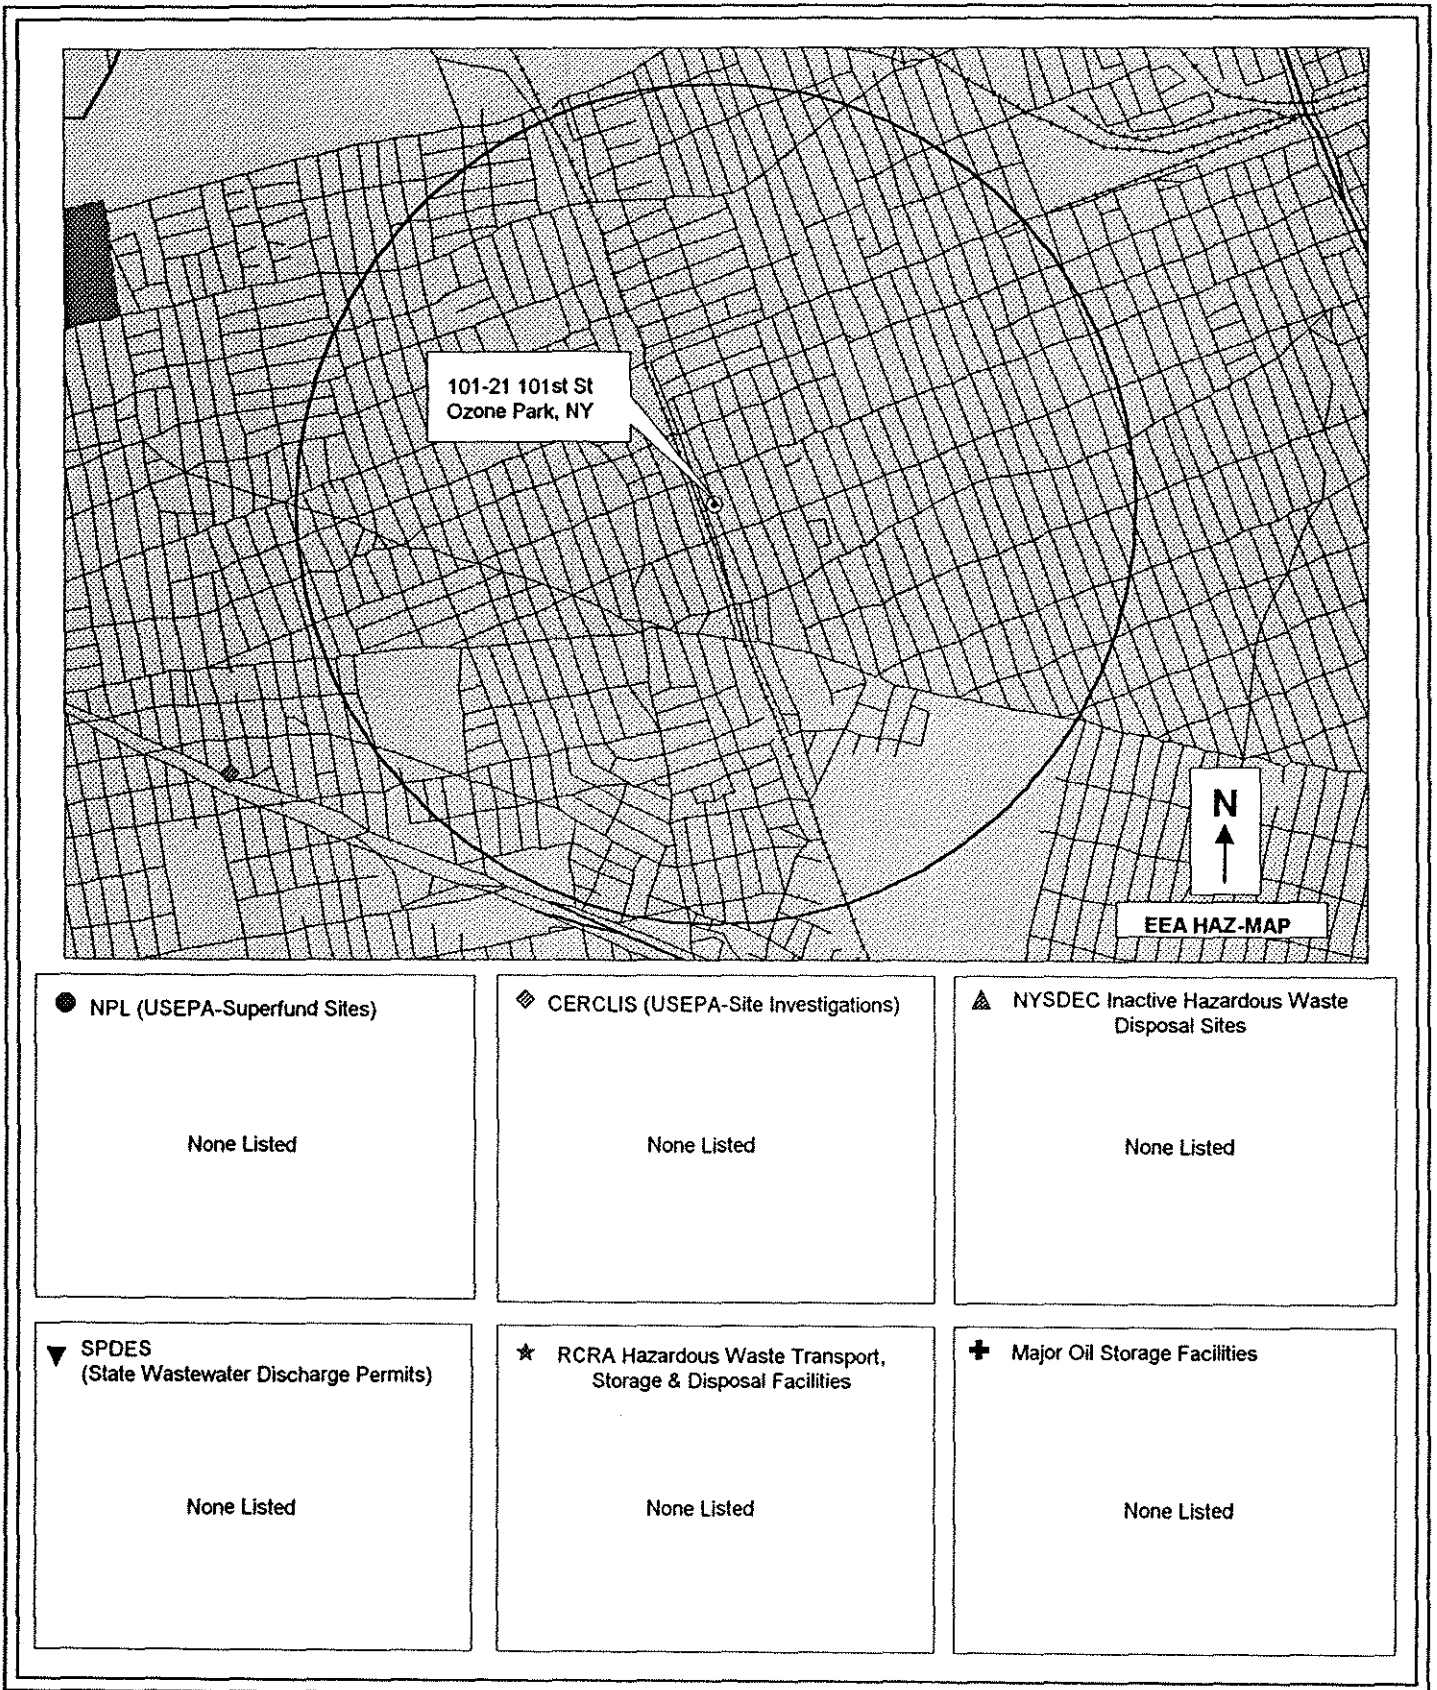 101-21 101st St
Ozone Park, NY
N
EEA HAZ-MAP
NPL (USEPA-Superfund Sites)
None Listed
CERCLIS (USEPA-Site Investigations)
None Listed
NYSDEC Inactive Hazardous Waste
Disposal Sites
None Listed
SPDES
(State Wastewater Discharge Permits)
None Listed
RCRA Hazardous Waste Transport,
Storage & Disposal Facilities
None Listed
Major Oil Storage Facilities
None Listed